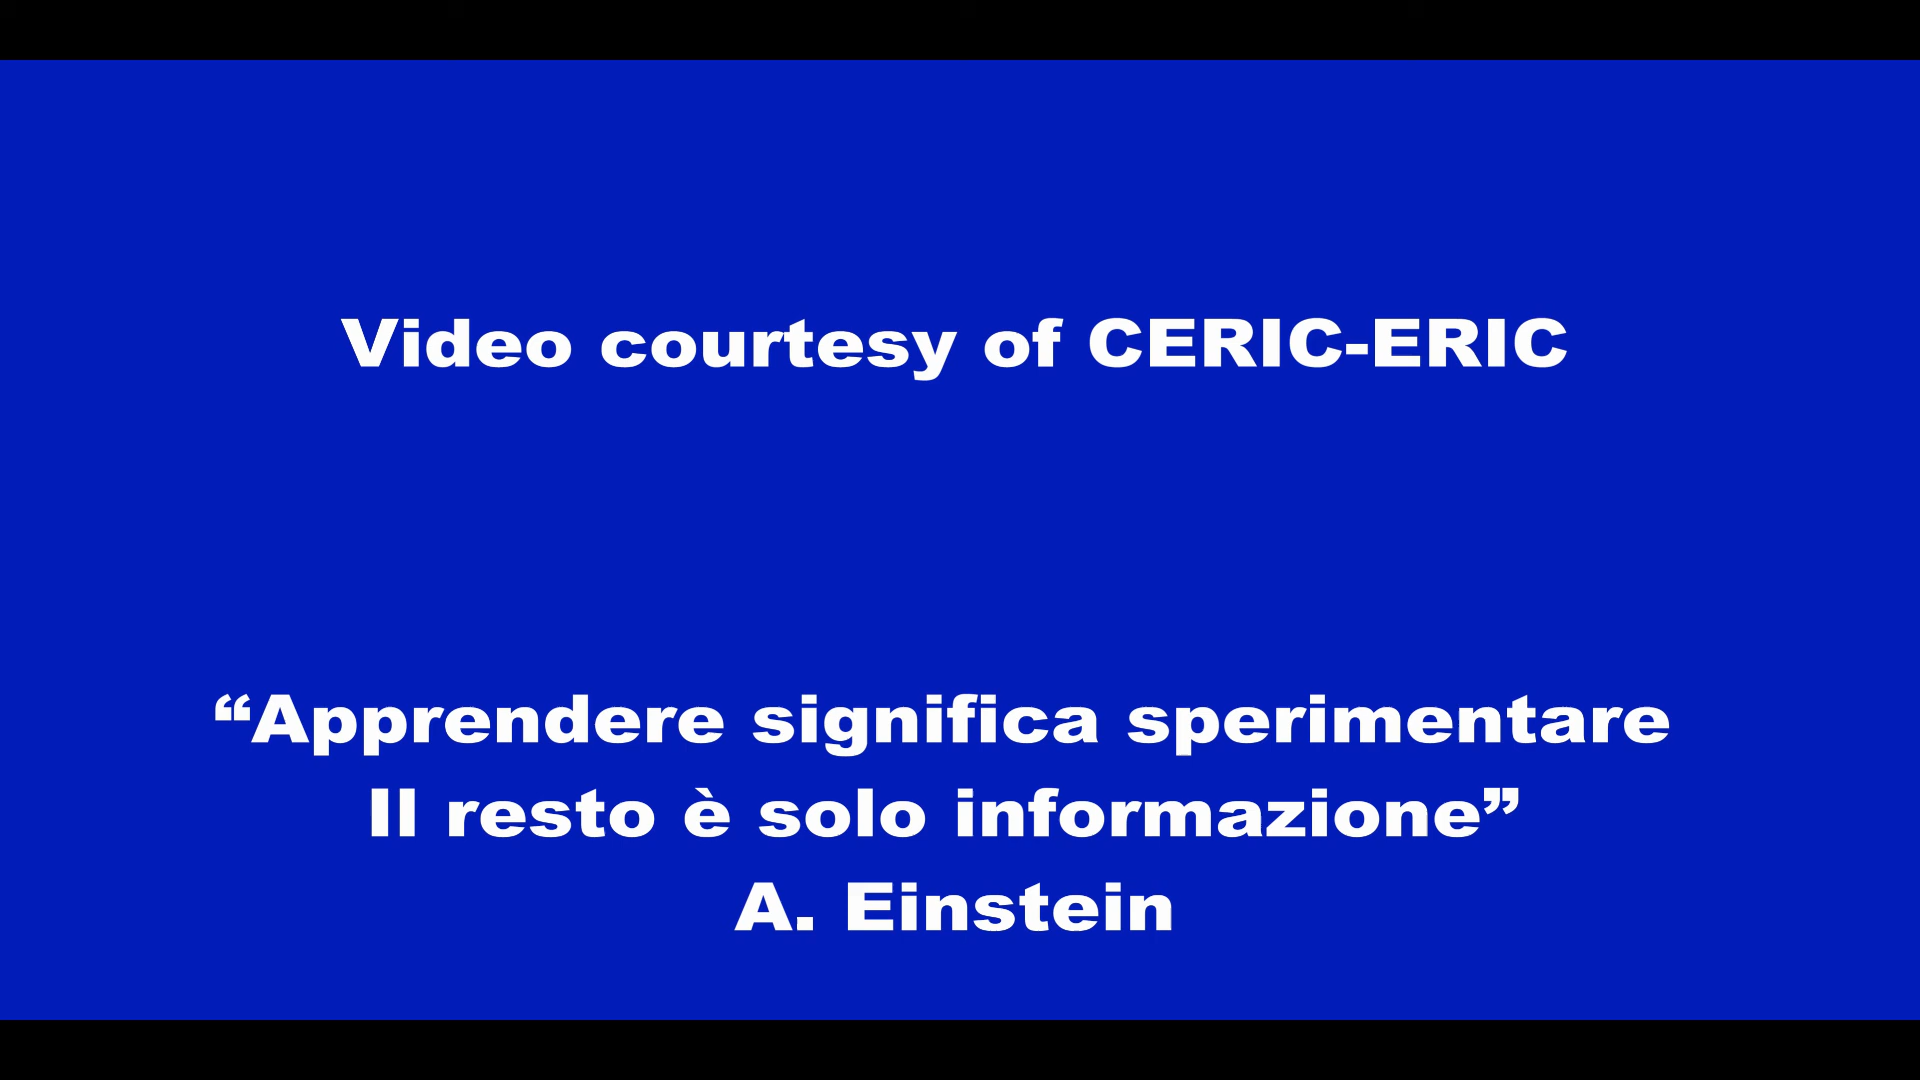 Video courtesy of CERIC-ERIC
“Apprendere significa sperimentare
Il resto è solo informazione”
A. Einstein